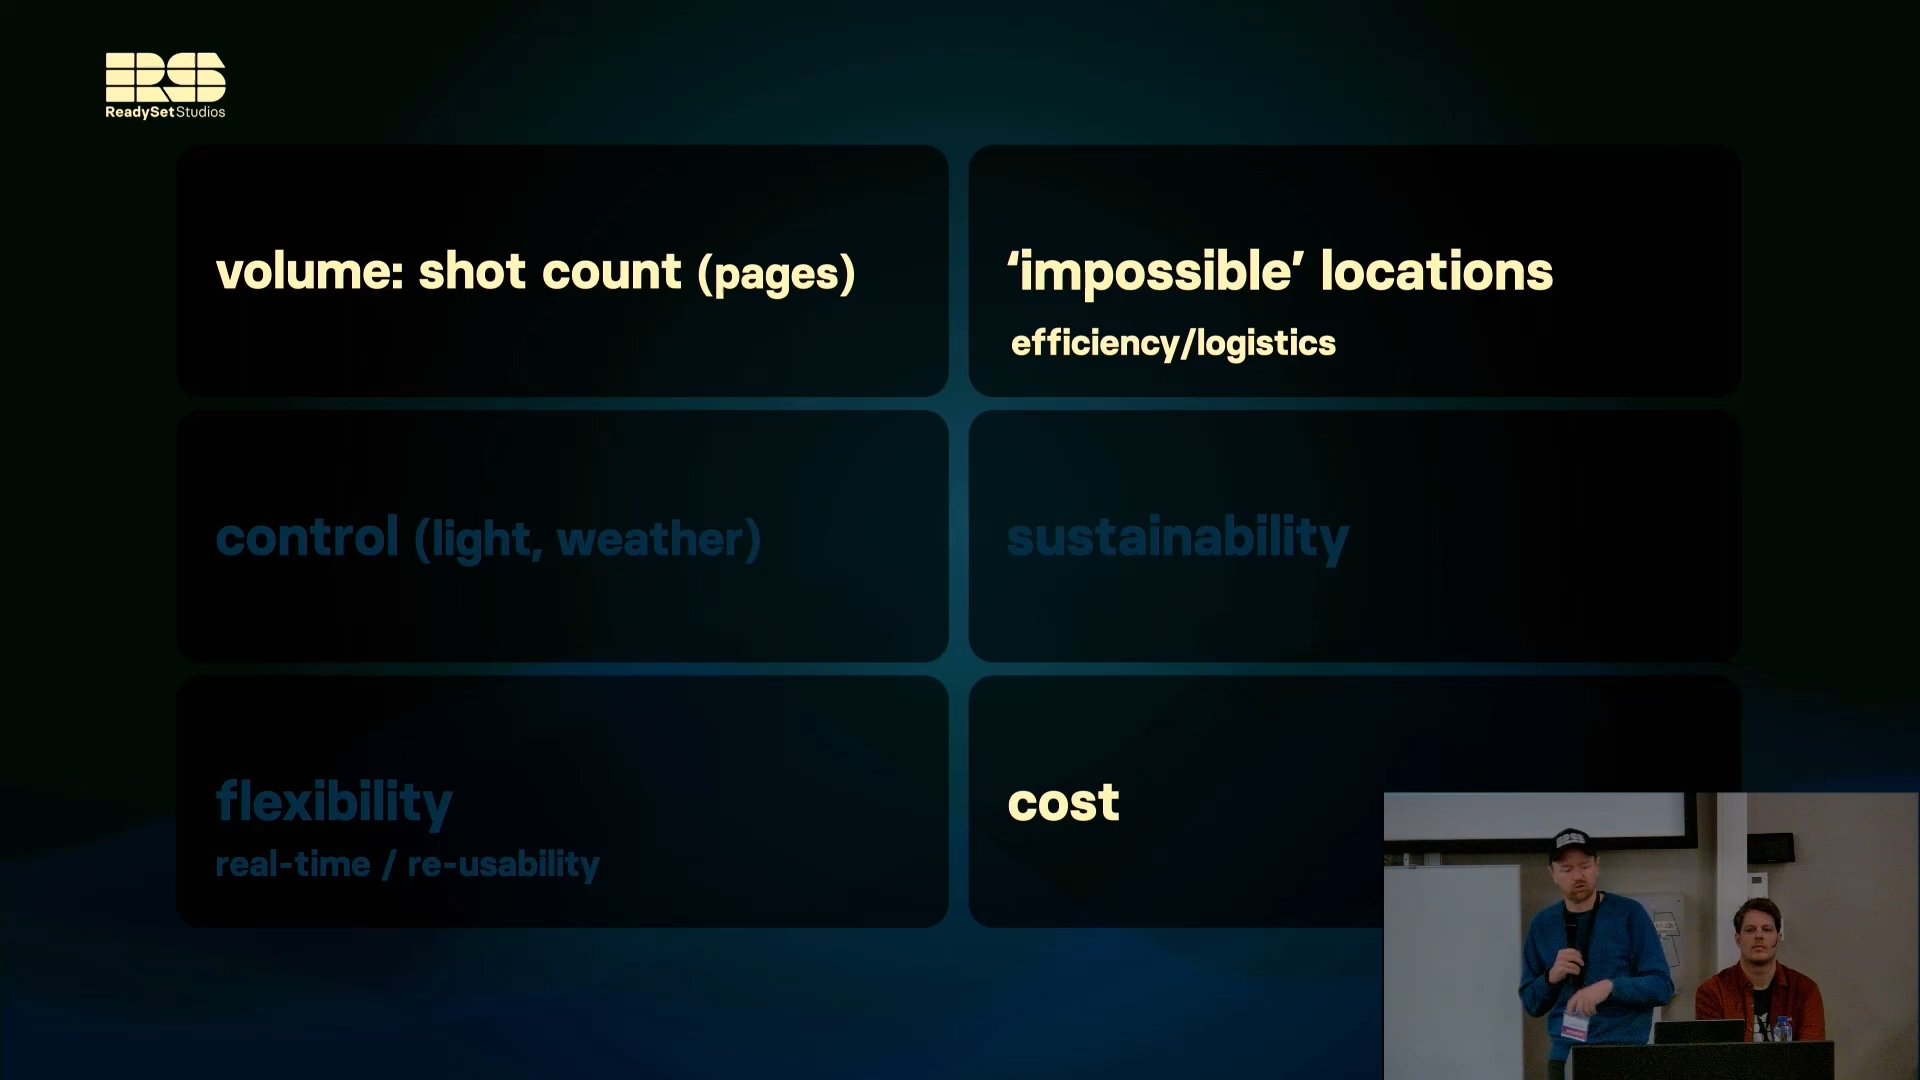 RS
ReadySetStudios
volume: shot count (pages)
‘impossible’ locations
efficiency/logistics
control (light, weather)
sustainability
flexibility
real-time / re-usability
cost